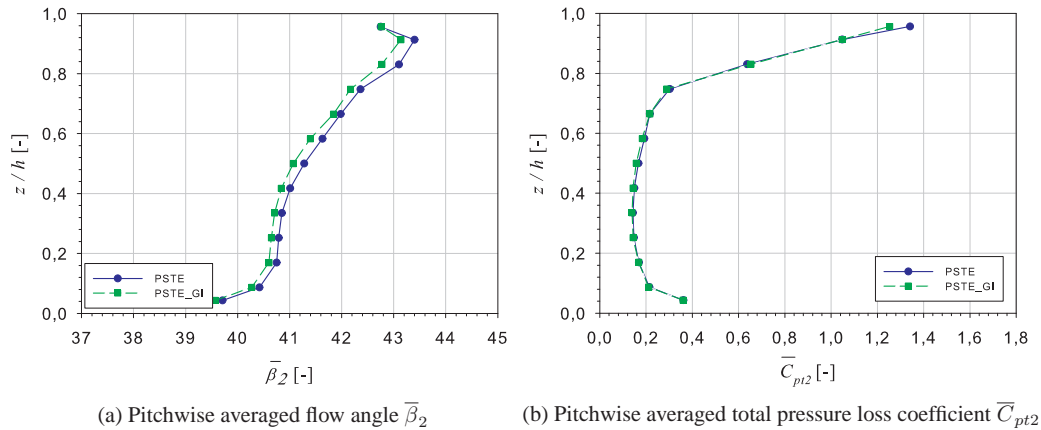 1,0
0,8
0,6
0,4
0,2
0,0
z / h [-]
PSTE
PSTE_GI
37 38 39 40 41 42 43 44 45
β̅2 [-]
(a) Pitchwise averaged flow angle β̅2
1,0
0,8
0,6
0,4
0,2
0,0
z / h [-]
PSTE
PSTE_GI
0,0 0,2 0,4 0,6 0,8 1,0 1,2 1,4 1,6 1,8
C̅pt2 [-]
(b) Pitchwise averaged total pressure loss coefficient C̅pt2